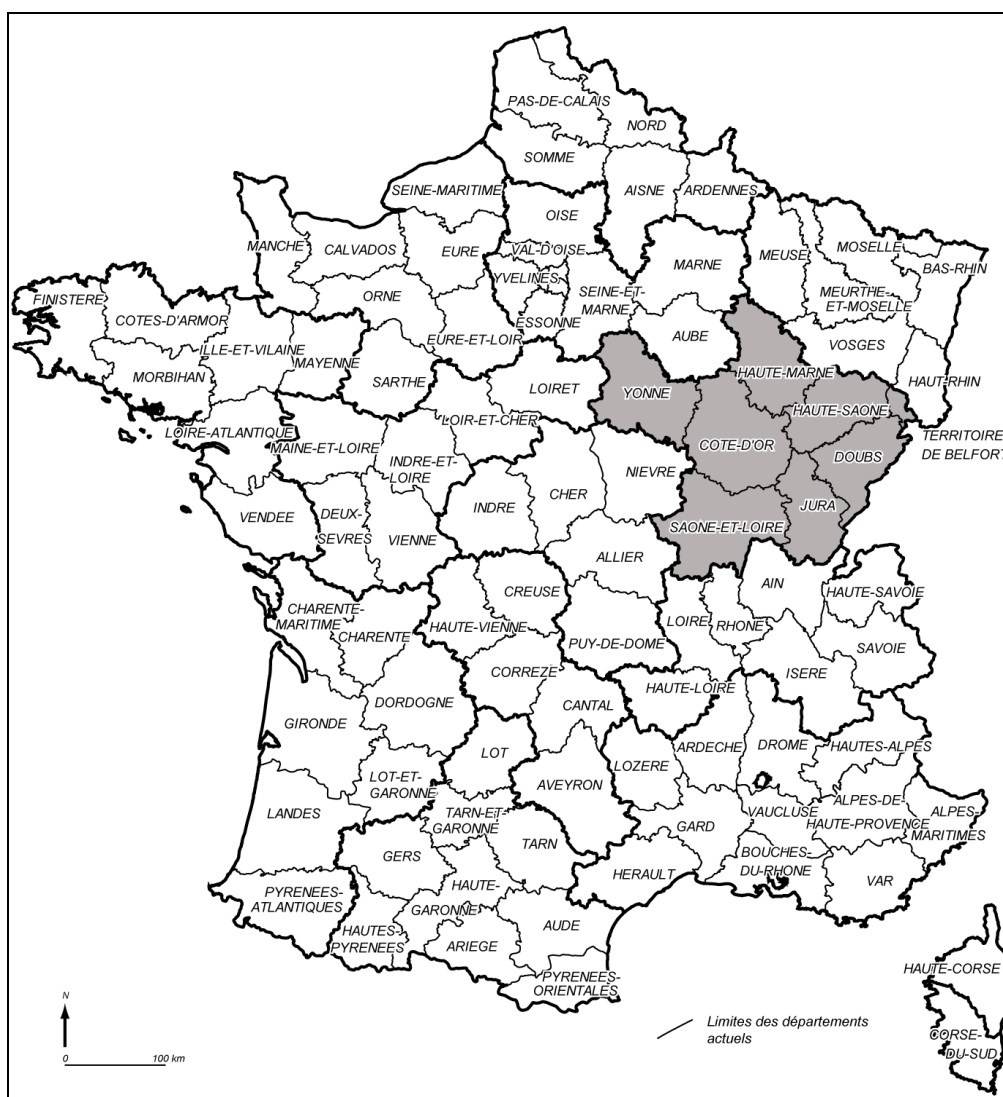 PAS-DE-CALAIS
NORD
SOMME
SEINE-MARITIME
AISNE
ARDENNES
OISE
MANCHE
CALVADOS
EURE
VAL-D'OISE
MARNE
MEUSE
MOSELLE
BAS-RHIN
YVELINES
SEINE-ET-
MARNE
MEURTHE-
ET-MOSELLE
FINISTERE
COTES-D'ARMOR
ORNE
ESSONNE
AUBE
VOSGES
ILLE-ET-VILAINE
MAYENNE
EURE-ET-LOIR
HAUTE-MARNE
HAUT-RHIN
MORBIHAN
SARTHE
LOIRET
YONNE
HAUTE-SAONE
LOIRE-ATLANTIQUE
MAINE-ET-LOIRE
LOIR-ET-CHER
COTE-D'OR
TERRITOIRE
DE BELFORT
DOUBS
INDRE-ET-
LOIRE
NIEVRE
CHER
VENDEE
DEUX-
SEVRES
VIENNE
INDRE
SAONE-ET-LOIRE
JURA
ALLIER
AIN
HAUTE-SAVOIE
CREUSE
CHARENTE-
MARITIME
CHARENTE
HAUTE-VIENNE
PUY-DE-DOME
LOIRE
RHONE
SAVOIE
ISERE
CORREZE
HAUTE-LOIRE
DORDOGNE
CANTAL
GIRONDE
LOT
ARDECHE
DROME
HAUTES-ALPES
LOT-ET-
GARONNE
AVEYRON
LOZERE
LANDES
TARN-ET-
GARONNE
GARD
VAUCLUSE
ALPES-DE-
HAUTE-PROVENCE
ALPES-
MARITIMES
GERS
TARN
HERAULT
BOUCHES-
DU-RHONE
VAR
PYRENEES-
ATLANTIQUES
HAUTE-
GARONNE
HAUTES-
PYRENEES
ARIEGE
AUDE
PYRENEES-
ORIENTALES
HAUTE-CORSE
CORSE-
DU-SUD
N
0 100 km
Limites des départements
actuels